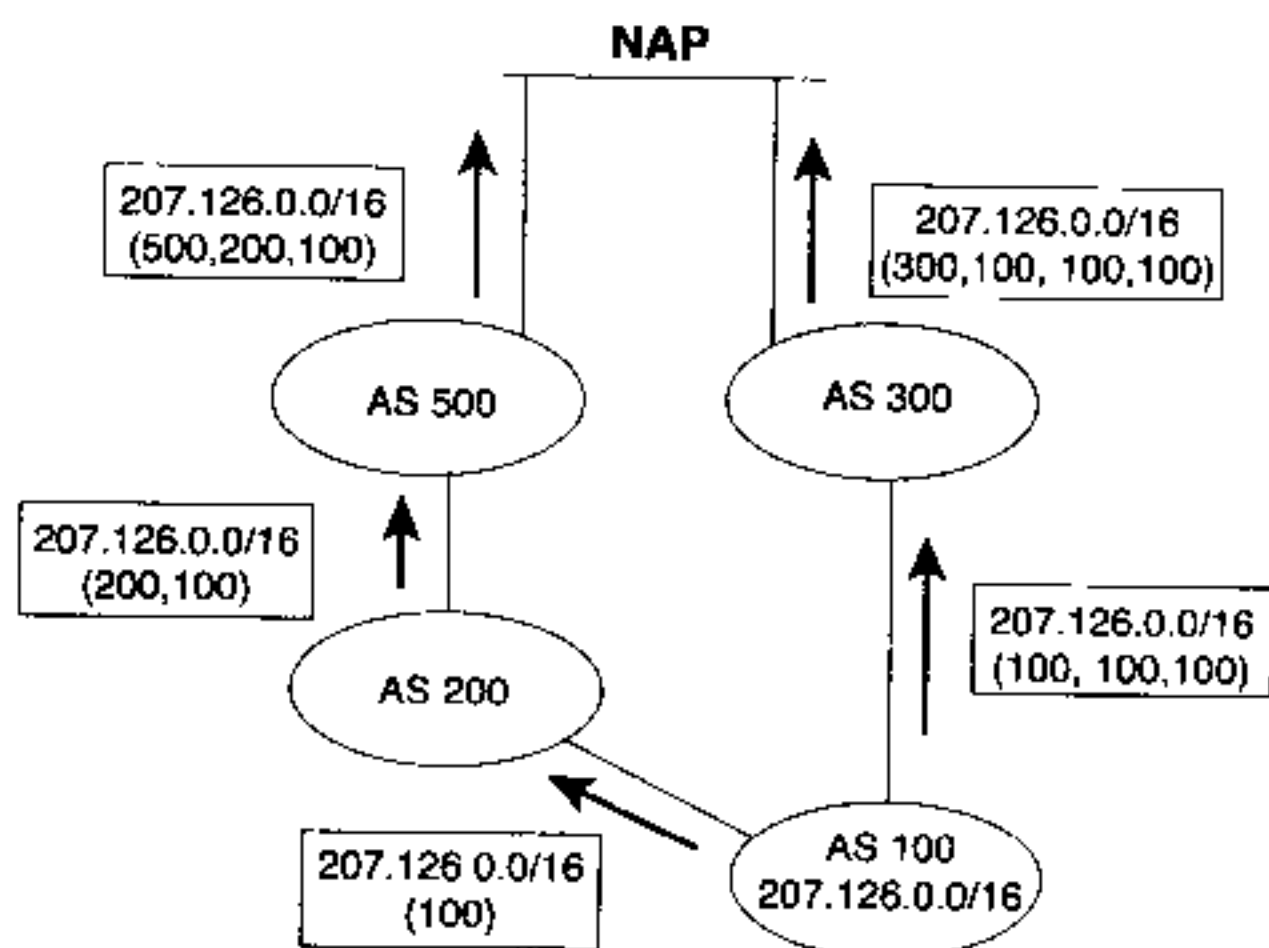 NAP
207.126.0.0/16
(500,200,100)
207.126.0.0/16
(300,100, 100,100)
AS 500
AS 300
207.126.0.0/16
(200,100)
207.126.0.0/16
(100, 100,100)
AS 200
207.126 0.0/16
(100)
AS 100
207.126.0.0/16